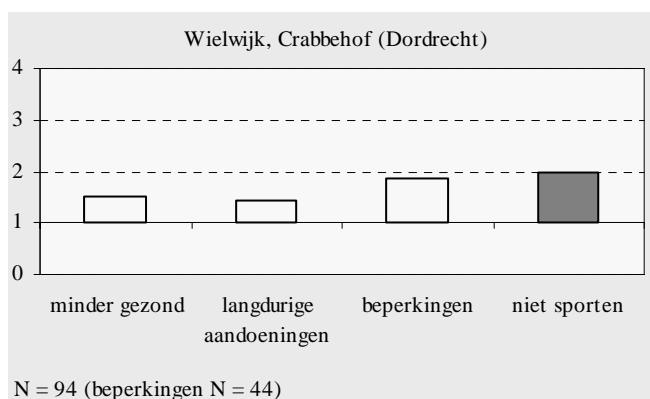 Wielwijk, Crabbehof (Dordrecht)
4
3
2
1
0
minder gezond
langdurige
aandoeningen
beperkingen
niet sporten
N = 94 (beperkingen N = 44)